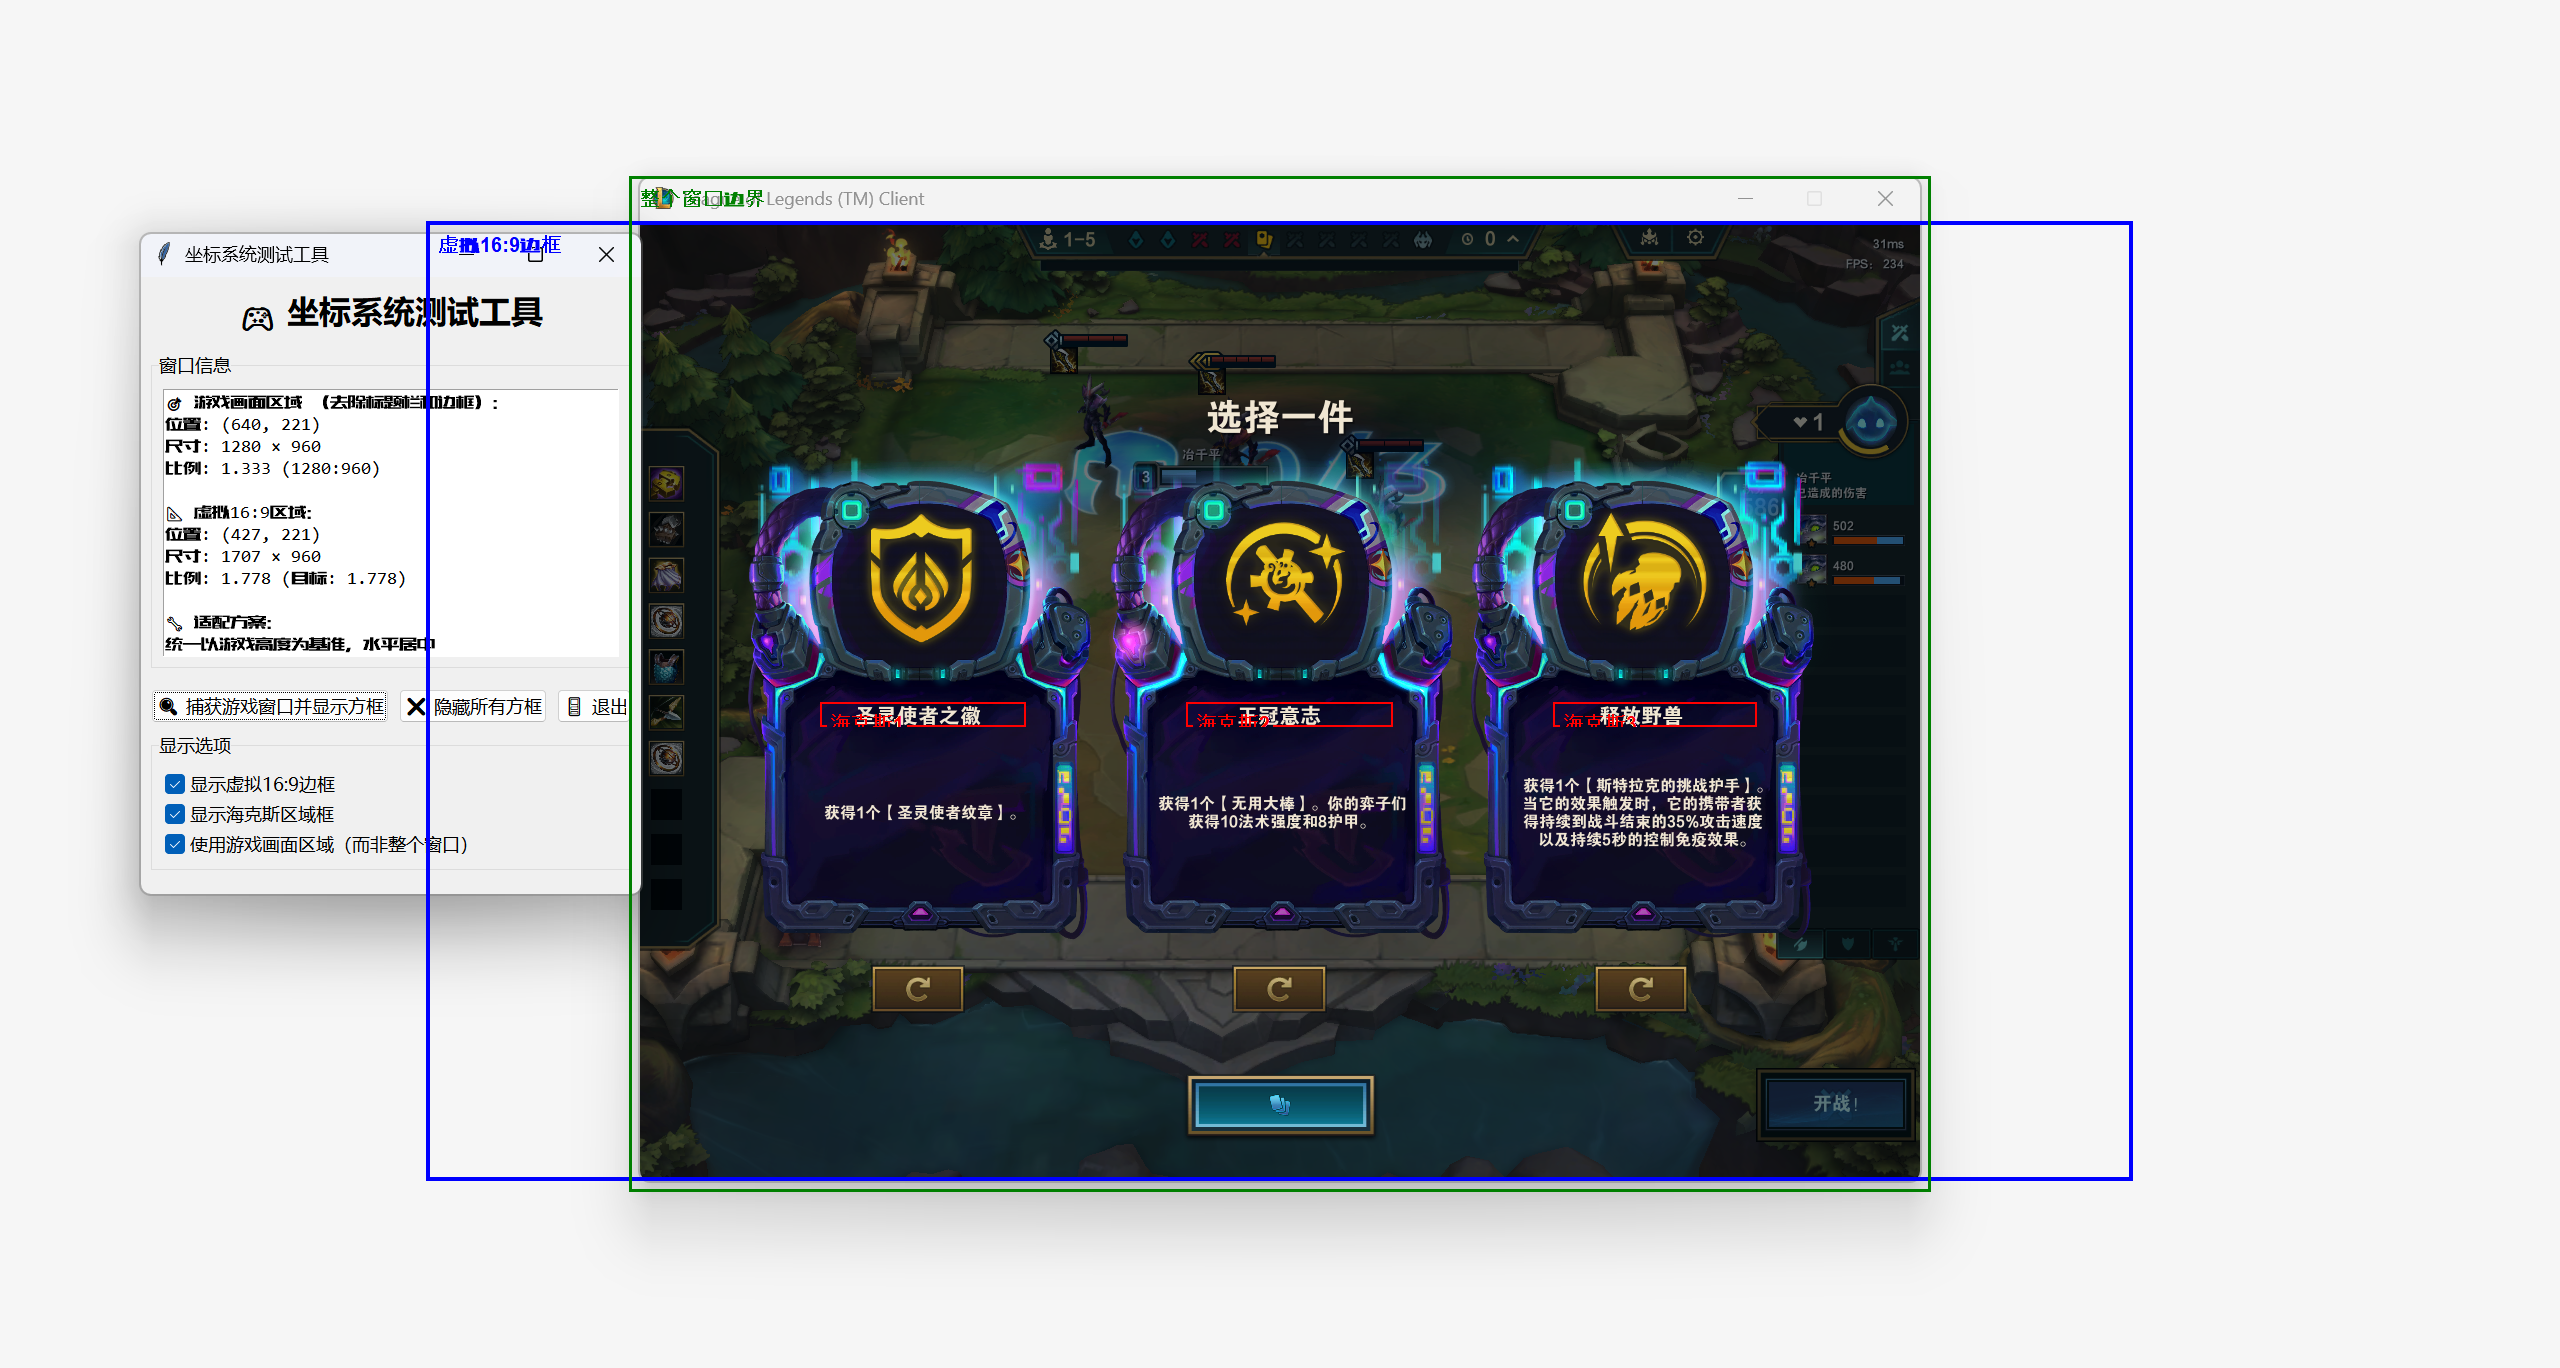 整个窗口边界
Legends (TM) Client
虚拟16:9边框
坐标系统测试工具
坐标系统测试工具
窗口信息
游戏画面区域 （去除标题栏和边框）：
位置: (640, 221)
尺寸: 1280 × 960
比例: 1.333 (1280:960)
虚拟16:9区域:
位置: (427, 221)
尺寸: 1707 × 960
比例: 1.778 (目标: 1.778)
适配方案:
统一以游戏高度为基准，水平居中
捕获游戏窗口并显示方框
隐藏所有方框
退出
显示选项
显示虚拟16:9边框
显示海克斯区域框
使用游戏画面区域（而非整个窗口）
1-5
0
31ms
FPS: 234
选择一件
1
冶千平
3
冶千平
已造成的伤害
502
480
圣灵使者之徽
海克斯1
王冠意志
海克斯2
释放野兽
海克斯3
获得1个【圣灵使者纹章】。
获得1个【无用大棒】。你的弈子们
获得10法术强度和8护甲。
获得1个【斯特拉克的挑战护手】。
当它的效果触发时，它的携带者获
得持续到战斗结束的35%攻击速度
以及持续5秒的控制免疫效果。
开战!